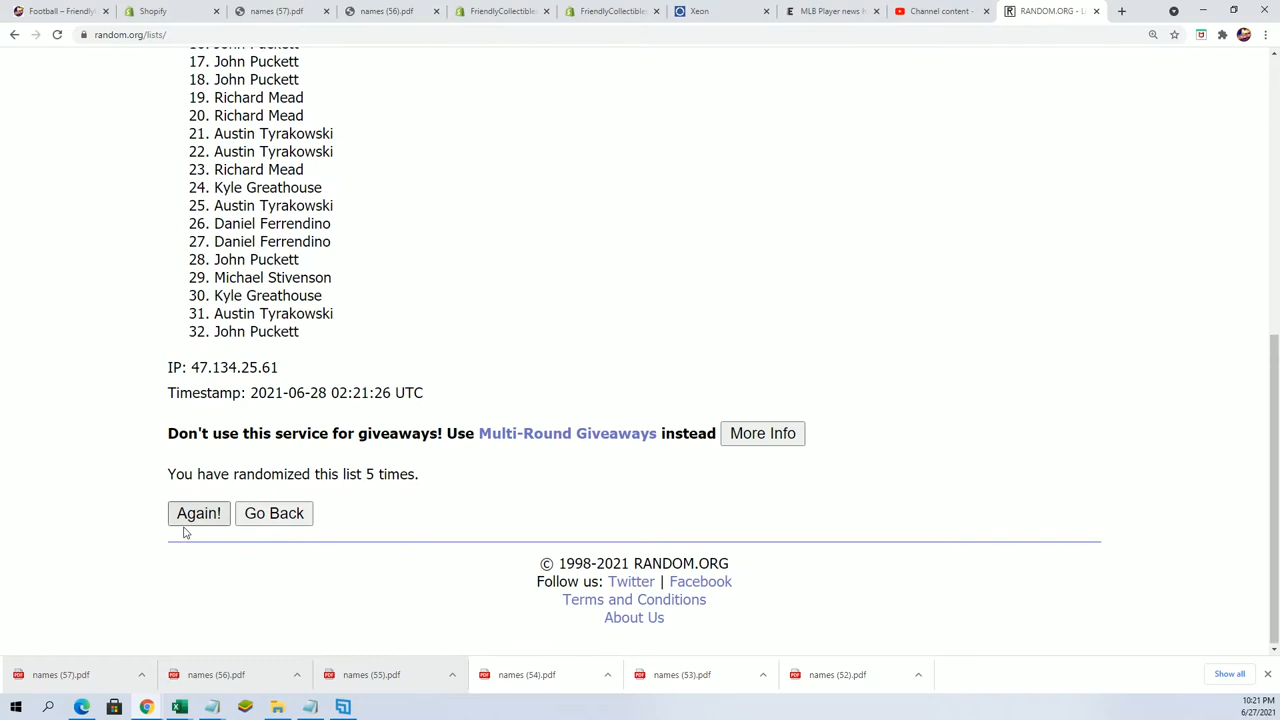 Football – Friendly
Shopify
names (57).pdf
names (56).pdf
FriendlyCollectible
FriendlyCollectible
Xeon
MLB Player news
Channel content -
RANDOM.ORG - Li
random.org/lists/
17. John Puckett
18. John Puckett
19. Richard Mead
20. Richard Mead
21. Austin Tyrakowski
22. Austin Tyrakowski
23. Richard Mead
24. Kyle Greathouse
25. Austin Tyrakowski
26. Daniel Ferrendino
27. Daniel Ferrendino
28. John Puckett
29. Michael Stivenson
30. Kyle Greathouse
31. Austin Tyrakowski
32. John Puckett
IP: 47.134.25.61
Timestamp: 2021-06-28 02:21:26 UTC
Don't use this service for giveaways! Use Multi-Round Giveaways instead More Info
You have randomized this list 5 times.
Again! Go Back
© 1998-2021 RANDOM.ORG
Follow us: Twitter | Facebook
Terms and Conditions
About Us
names (57).pdf
names (56).pdf
names (55).pdf
names (54).pdf
names (53).pdf
names (52).pdf
Show all
10:21 PM
6/27/2021